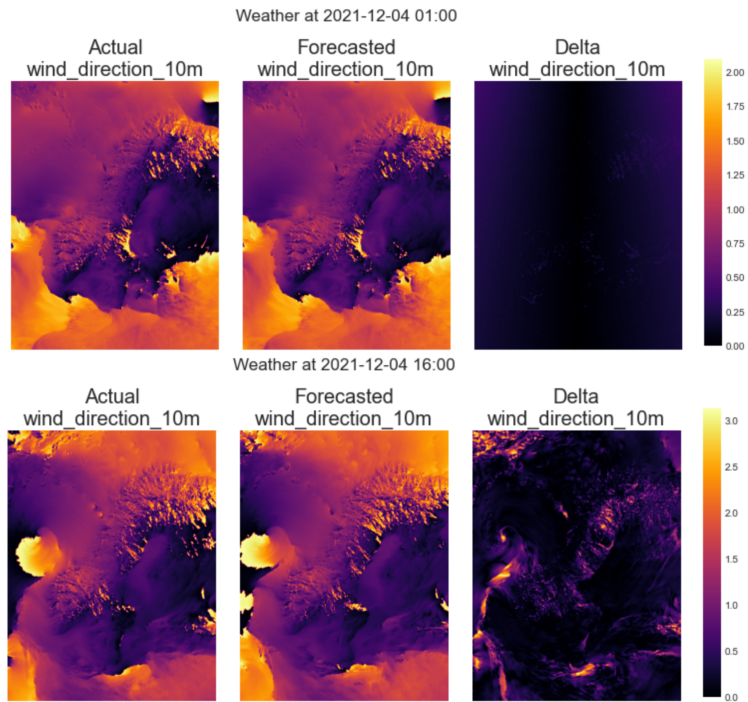 Weather at 2021-12-04 01:00
Actual Forecasted Delta
wind_direction_10m wind_direction_10m wind_direction_10m
2.00
1.75
1.50
1.25
1.00
0.75
0.50
0.25
0.00
Weather at 2021-12-04 16:00
Actual Forecasted Delta
wind_direction_10m wind_direction_10m wind_direction_10m
3.0
2.5
2.0
1.5
1.0
0.5
0.0